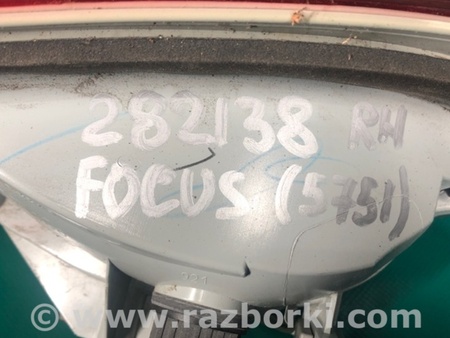 282138 RH
FOCUS (5751)
© www.razborki.com